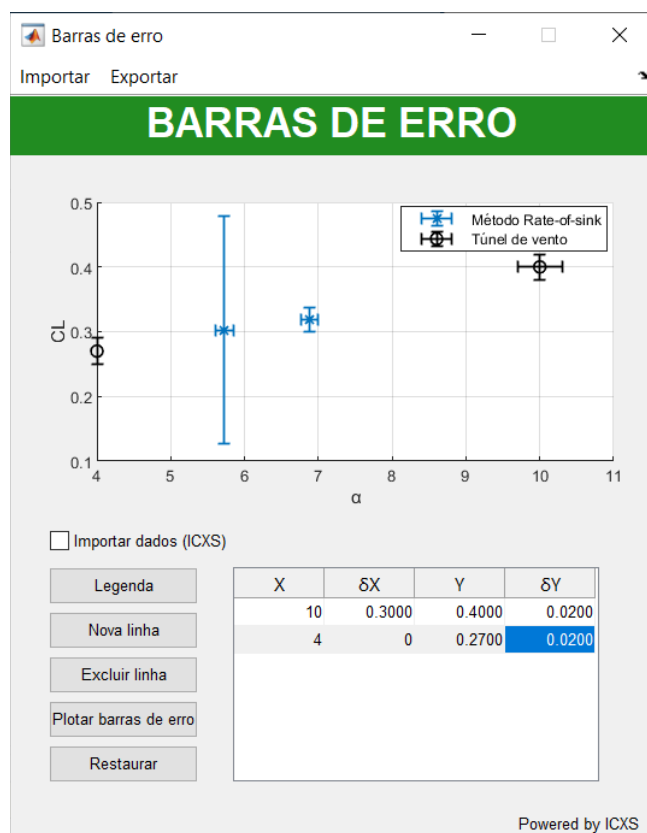 Barras de erro
Importar Exportar
BARRAS DE ERRO
0.5
0.4
0.3
0.2
0.1
CL
Método Rate-of-sink
Túnel de vento
4 5 6 7 8 9 10 11
α
Importar dados (ICXS)
Legenda
Nova linha
Excluir linha
Plotar barras de erro
Restaurar
X δX Y δY
10 0.3000 0.4000 0.0200
4 0 0.2700 0.0200
Powered by ICXS